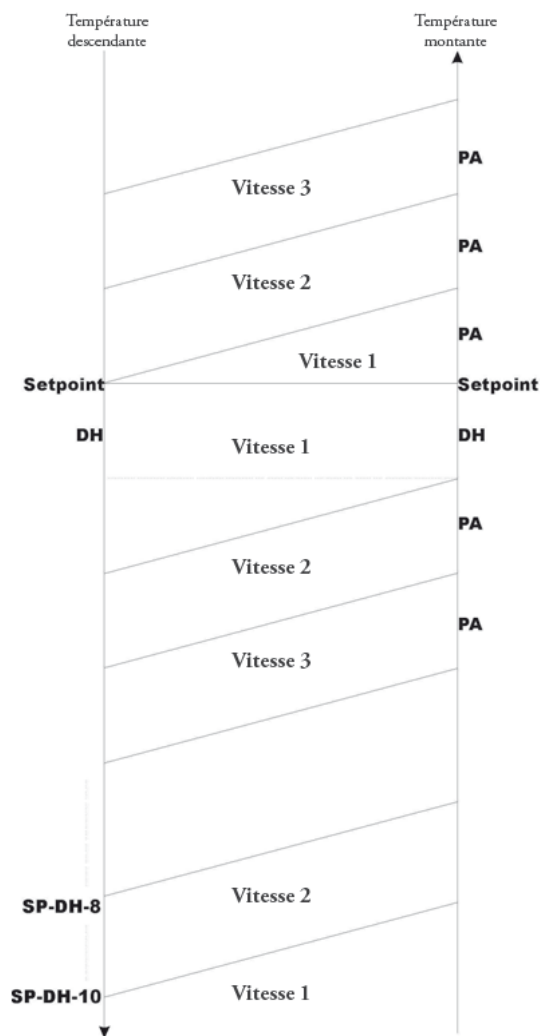 Température
descendante
Température
montante
PA
Vitesse 3
PA
Vitesse 2
PA
Vitesse 1
Setpoint
Setpoint
DH
DH
Vitesse 1
PA
Vitesse 2
PA
Vitesse 3
SP-DH-8
Vitesse 2
SP-DH-10
Vitesse 1